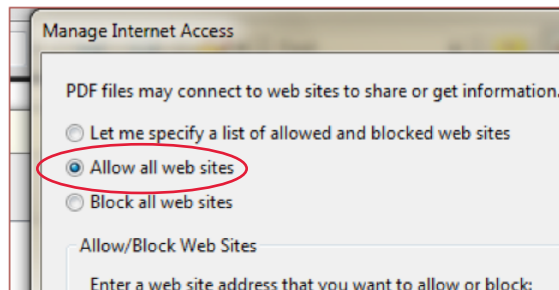 Manage Internet Access
PDF files may connect to web sites to share or get information.
Let me specify a list of allowed and blocked web sites
Allow all web sites
Block all web sites
Allow/Block Web Sites
Enter a web site address that you want to allow or block: